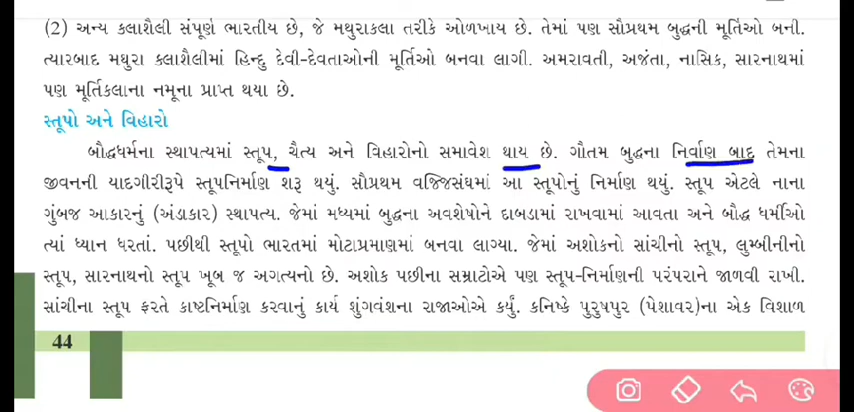 (2) અન્ય કલાશૈલી સંપૂર્ણ ભારતીય છે, જે મથુરાકલા તરીકે ઓળખાય છે. તેમાં પણ સૌપ્રથમ બુદ્ધની મૂર્તિઓ બની.
ત્યારબાદ મથુરા કલાશૈલીમાં હિન્દુ દેવી-દેવતાઓની મૂર્તિઓ બનવા લાગી. અમરાવતી, અજંતા, નાસિક, સારનાથમાં
પણ મૂર્તિકલાના નમૂના પ્રાપ્ત થયા છે.
સ્તૂપો અને વિહારો
બૌદ્ધધર્મના સ્થાપત્યમાં સ્તૂપ, ચૈત્ય અને વિહારોનો સમાવેશ થાય છે. ગૌતમ બુદ્ધના નિર્વાણ બાદ તેમના
જીવનની યાદગીરીરૂપે સ્તૂપનિર્માણ શરૂ થયું. સૌપ્રથમ વજ્જિસંઘમાં આ સ્તૂપોનું નિર્માણ થયું. સ્તૂપ એટલે નાના
ગુંબજ આકારનું (અંડાકાર) સ્થાપત્ય. જેમાં મધ્યમાં બુદ્ધના અવશેષોને દાબડામાં રાખવામાં આવતા અને બૌદ્ધ ધર્મીઓ
ત્યાં ધ્યાન ધરતાં. પછીથી સ્તૂપો ભારતમાં મોટાપ્રમાણમાં બનવા લાગ્યા. જેમાં અશોકનો સાંચીનો સ્તૂપ, લુમ્બીનીનો
સ્તૂપ, સારનાથનો સ્તૂપ ખૂબ જ અગત્યનો છે. અશોક પછીના સમ્રાટોએ પણ સ્તૂપ-નિર્માણની પરંપરાને જાળવી રાખી.
સાંચીના સ્તૂપ ફરતે કાષ્ટનિર્માણ કરવાનું કાર્ય શુંગવંશના રાજાઓએ કર્યું. કનિષ્કે પુરુષપુર (પેશાવર)ના એક વિશાળ
44